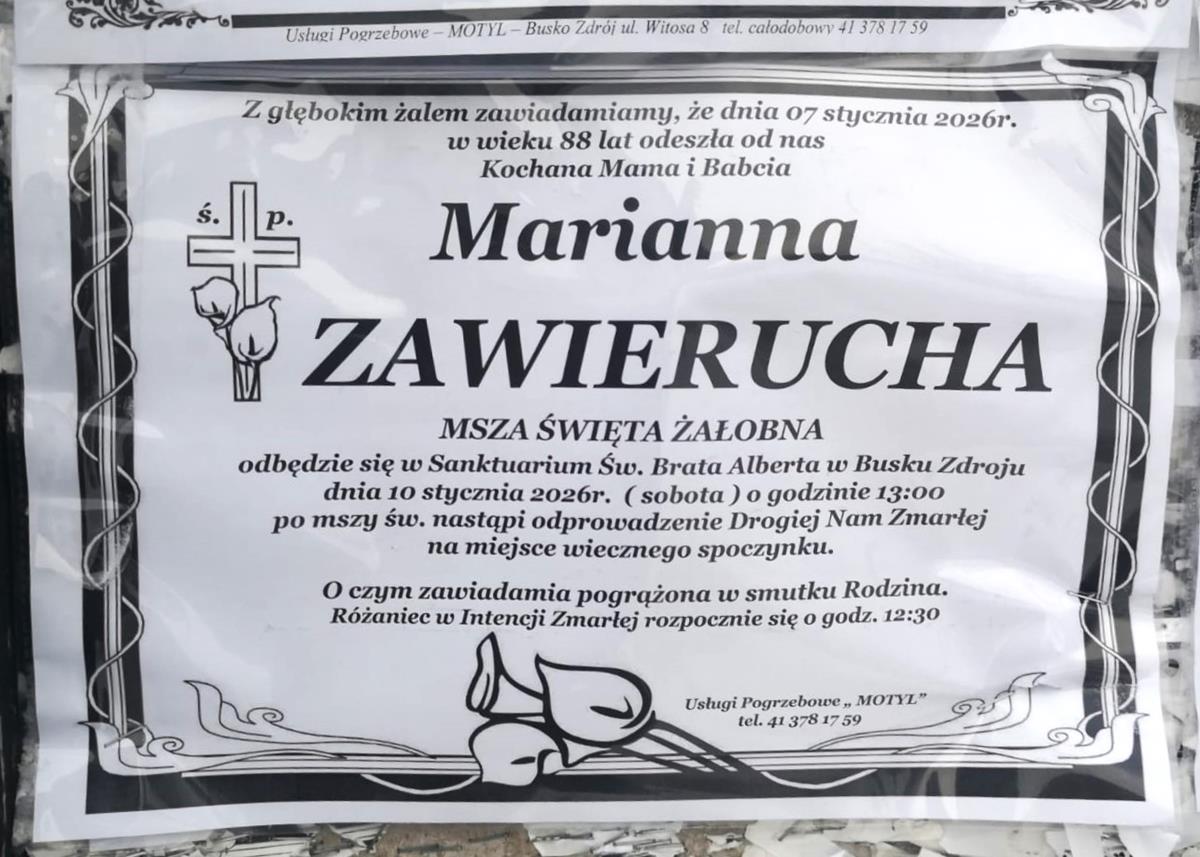 Usługi Pogrzebowe – MOTYL – Busko Zdrój ul. Witosa 8 tel. całodobowy 41 378 17 59
Z głębokim żalem zawiadamiamy, że dnia 07 stycznia 2026r.
w wieku 88 lat odeszła od nas
Kochana Mama i Babcia
ś. p.
Marianna
ZAWIERUCHA
MSZA ŚWIĘTA ŻAŁOBNA
odbędzie się w Sanktuarium Św. Brata Alberta w Busku Zdroju
dnia 10 stycznia 2026r. ( sobota ) o godzinie 13:00
po mszy św. nastąpi odprowadzenie Drogiej Nam Zmarłej
na miejsce wiecznego spoczynku.
O czym zawiadamia pogrążona w smutku Rodzina.
Różaniec w Intencji Zmarłej rozpocznie się o godz. 12:30
Usługi Pogrzebowe „ MOTYL”
tel. 41 378 17 59